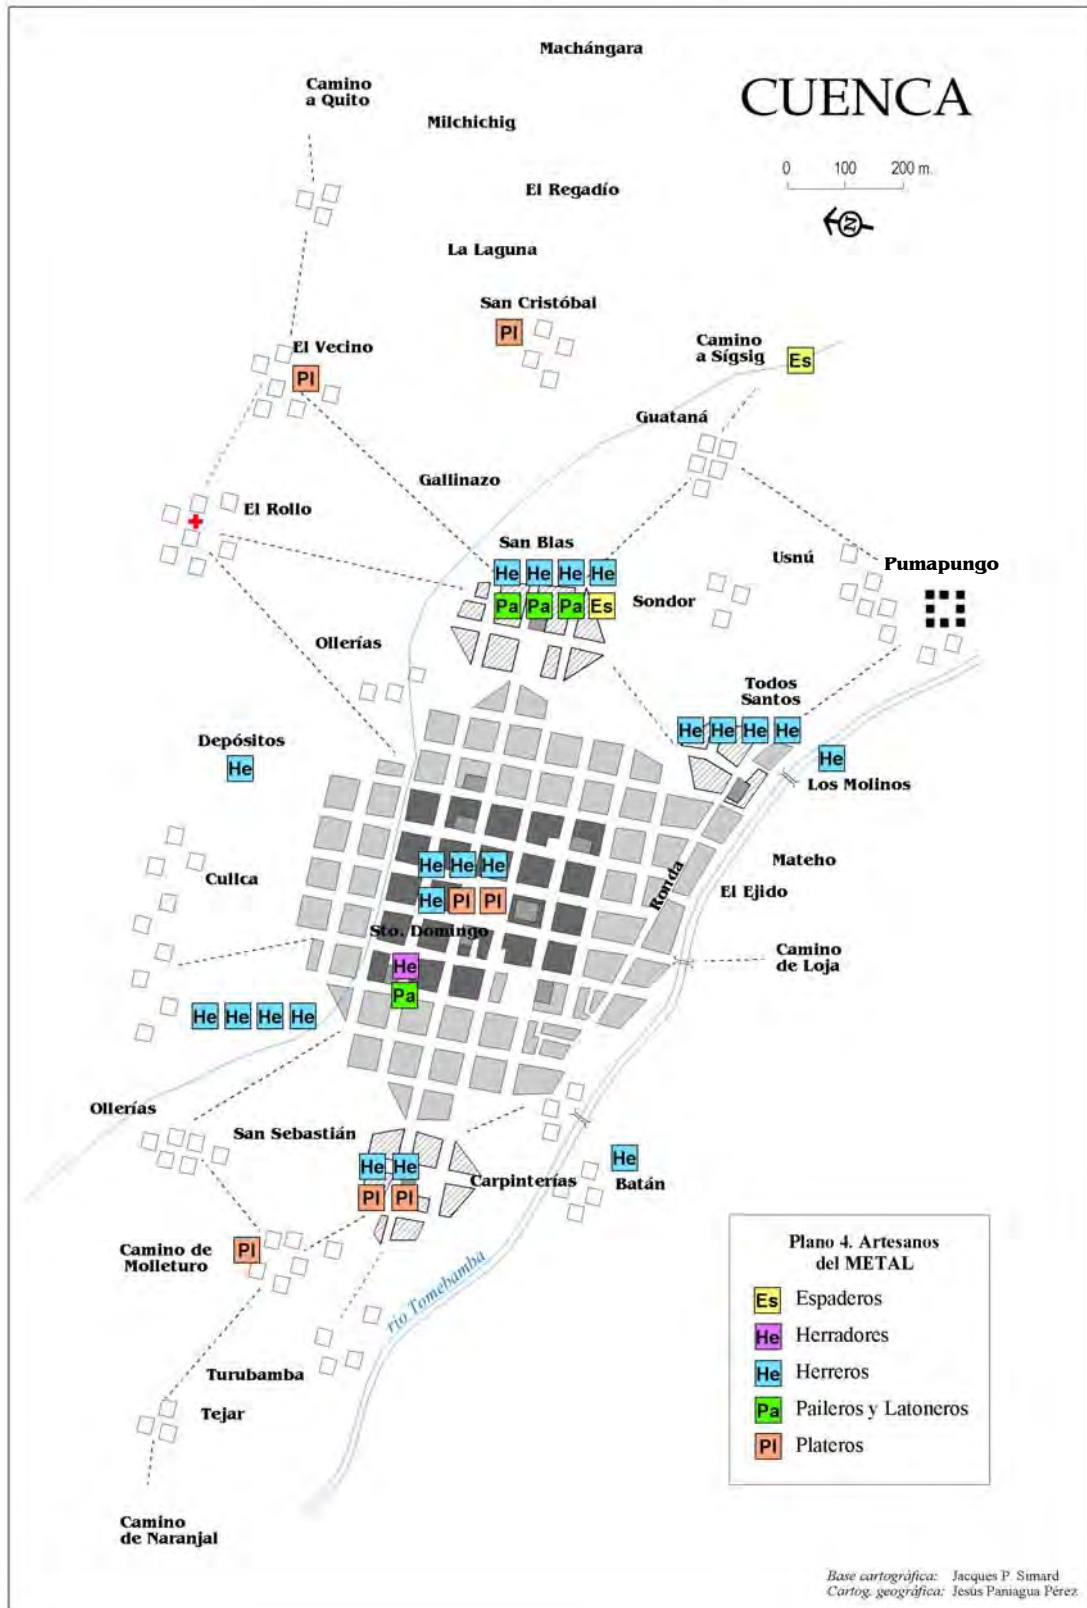 Machángara
CUENCA
Camino
a Quito
Milchichig
0 100 200 m.
El Regadío
N
La Laguna
San Cristóbal
Pl
Camino
a Sígsig
Es
El Vecino
Pl
Guataná
Gallinazo
El Rollo
San Blas
Usnú
Pumapungo
He He He He
Pa Pa Pa Es
Sondor
Ollerías
Todos
Santos
He He He He
Depósitos
He
He
Los Molinos
He He He
Mateho
Cullca
Ronda
El Ejido
He Pl Pl
Sto. Domingo
Camino
de Loja
He
Pa
He He He He
Ollerías
San Sebastián
He He
He
Carpinterías
Batán
Pl Pl
Camino de
Molleturo
Pl
río Tomebamba
Turubamba
Tejar
Camino
de Naranjal
Plano 4. Artesanos
del METAL
Es Espaderos
He Herradores
He Herreros
Pa Paileros y Latoneros
Pl Plateros
Base cartográfica: Jacques P. Simard
Cartog. geográfica: Jesús Paniagua Pérez